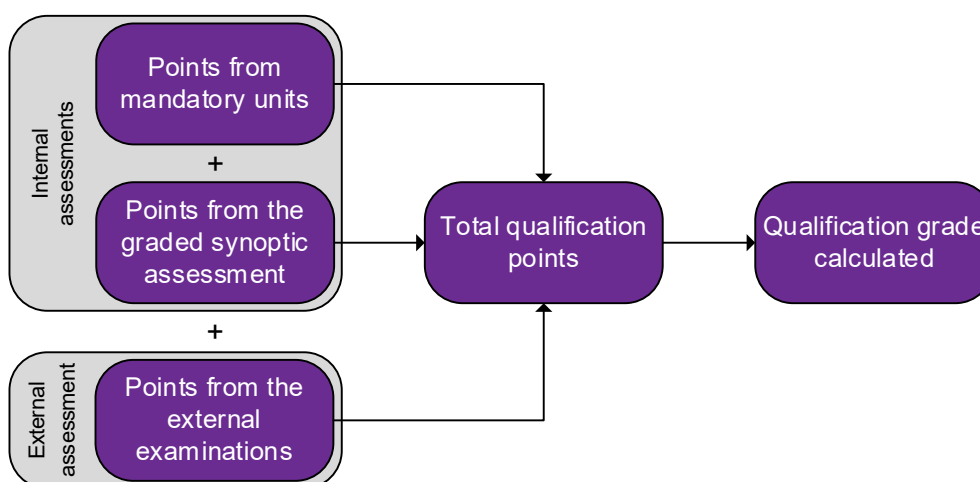 Internal
assessments
Points from
mandatory units
+
Points from the
graded synoptic
assessment
+
External
assessment
Points from the
external
examinations
Total qualification
points
Qualification grade
calculated